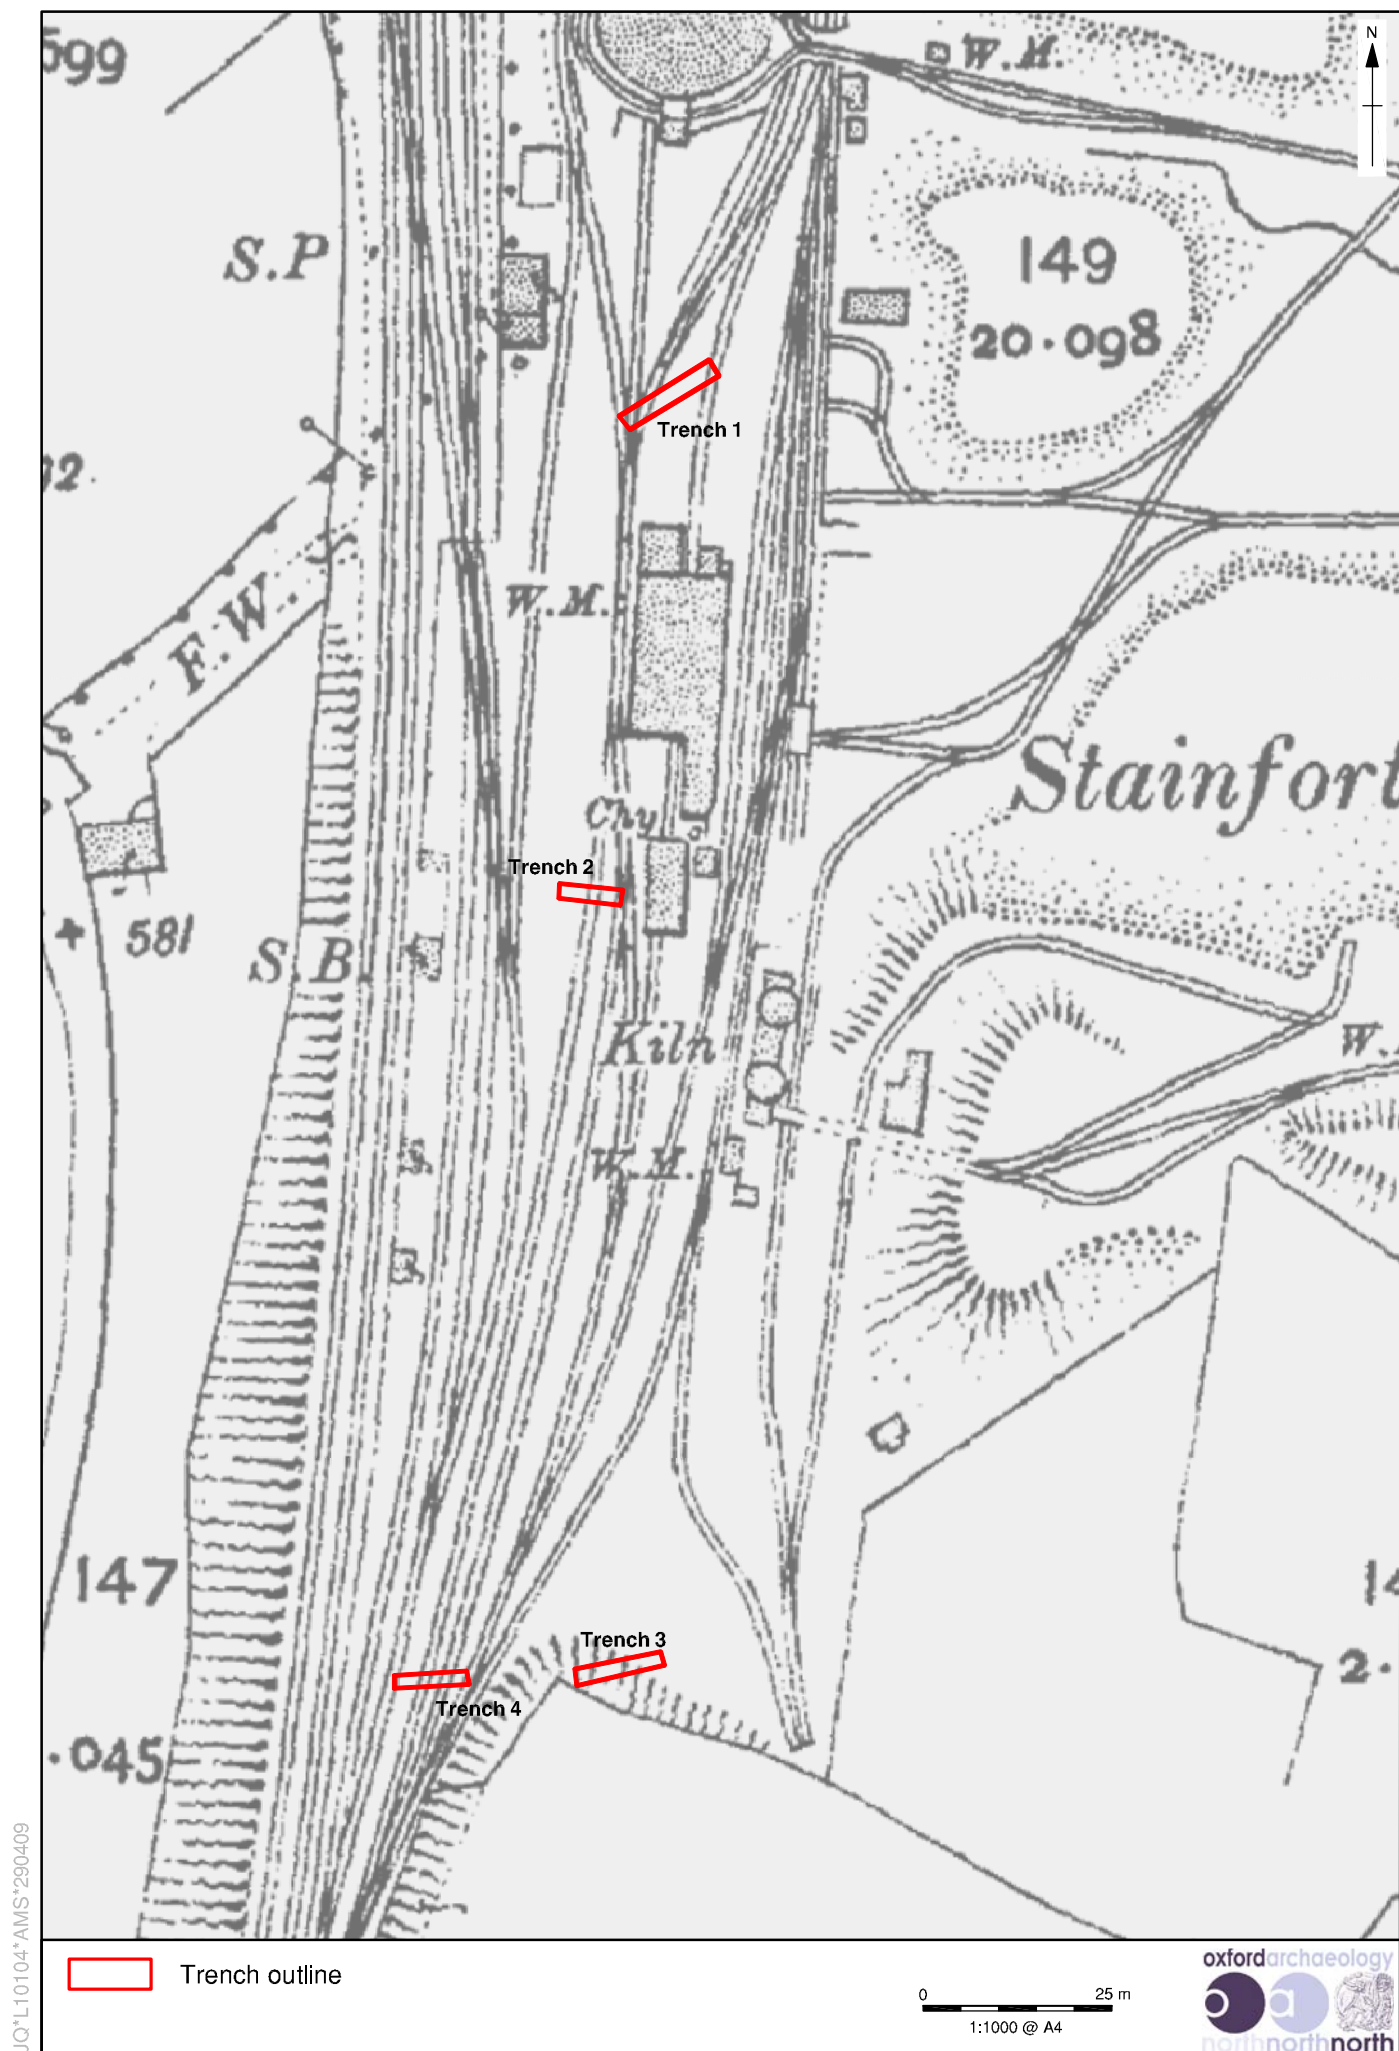 599
W.M.
N
S.P
149
20·098
Trench 1
F.W.
W.M.
Stainfort
Chy
Trench 2
581
S.B.
Kiln
W.M.
147
Trench 3
2.
Trench 4
.045
Trench outline
0 25 m
1:1000 @ A4
oxfordarchaeology
oa
northnorthnorth
JQ*L10104*AMS*290409